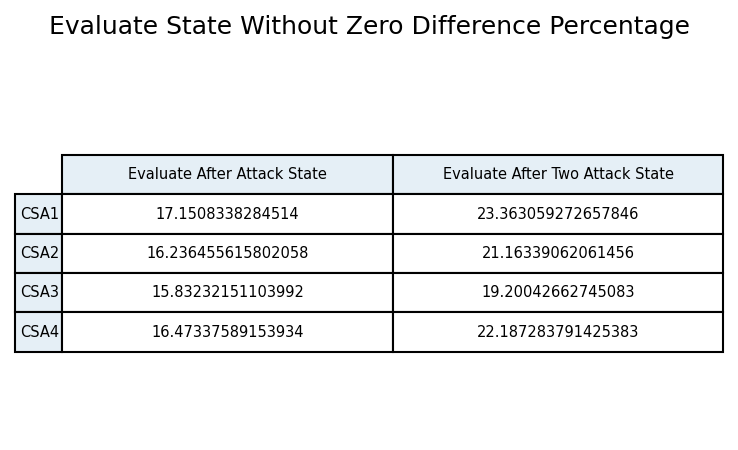 Evaluate State Without Zero Difference Percentage
Evaluate After Attack State Evaluate After Two Attack State
CSA1 17.1508338284514 23.363059272657846
CSA2 16.236455615802058 21.16339062061456
CSA3 15.83232151103992 19.20042662745083
CSA4 16.47337589153934 22.187283791425383